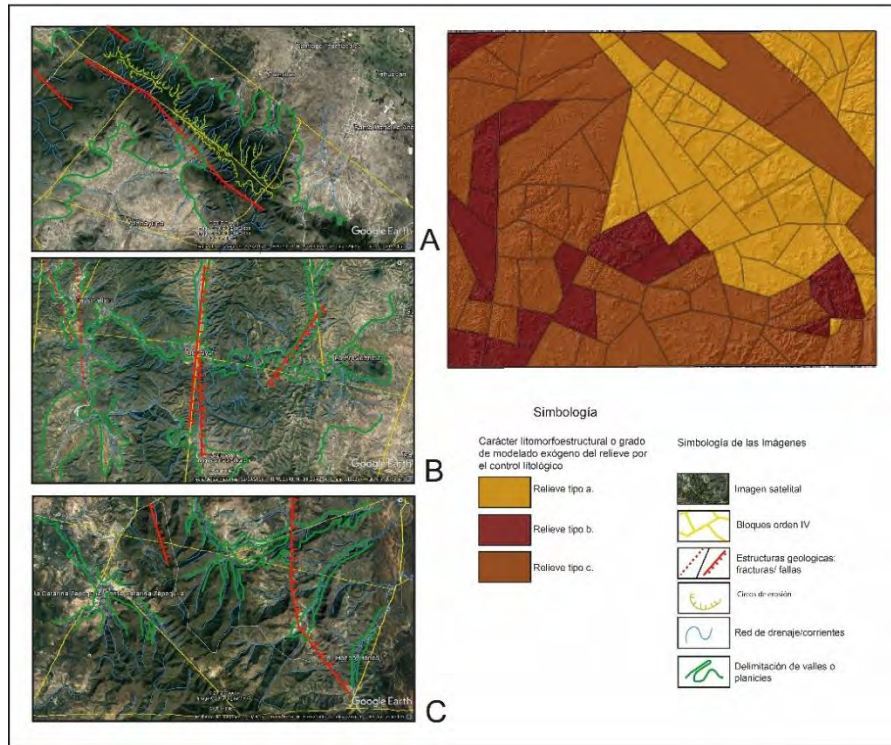 A
Google Earth
B
Google Earth
C
Google Earth
Simbología
Carácter litomorfoestructural o grado
de modelado exógeno del relieve por
el control litológico
Relieve tipo a.
Relieve tipo b.
Relieve tipo c.
Simbología de las Imágenes
Imagen satelital
Bloques orden IV
Estructuras geologicas:
fracturas/ fallas
Circos de erosión
Red de drenaje/corrientes
Delimitación de valles o
planicies